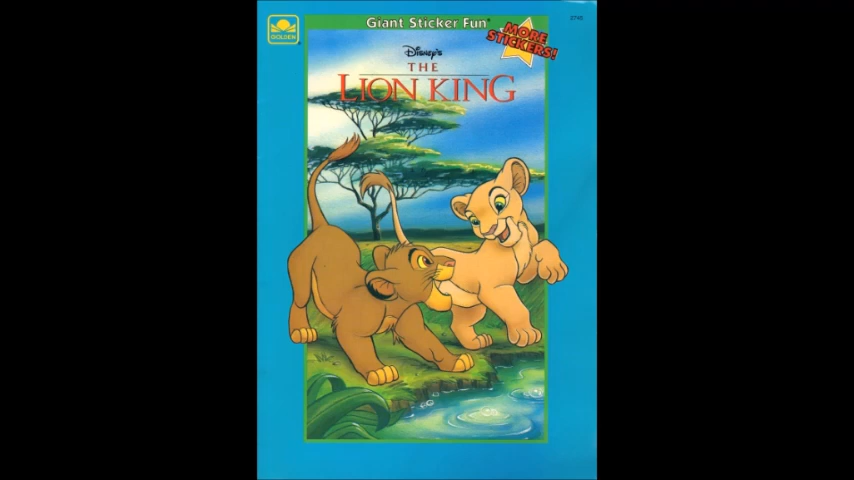 Giant Sticker Fun
GOLDEN
MORE
STICKERS!
Disney's
THE
LION KING